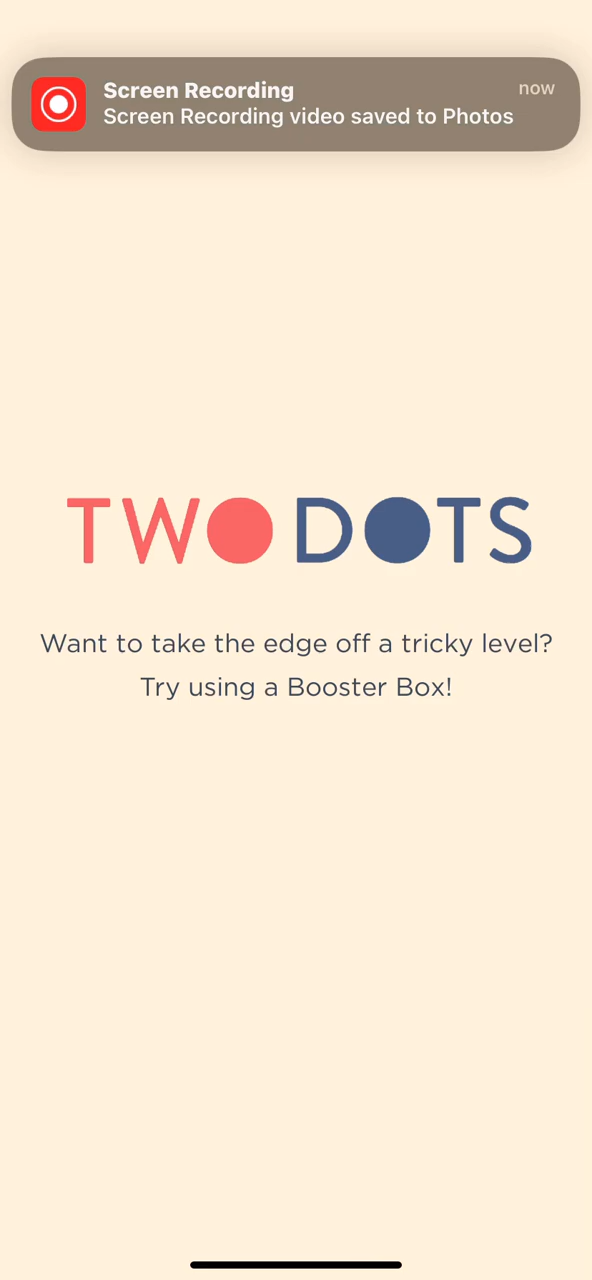 Screen Recording
now
Screen Recording video saved to Photos
TWO DOTS
Want to take the edge off a tricky level?
Try using a Booster Box!